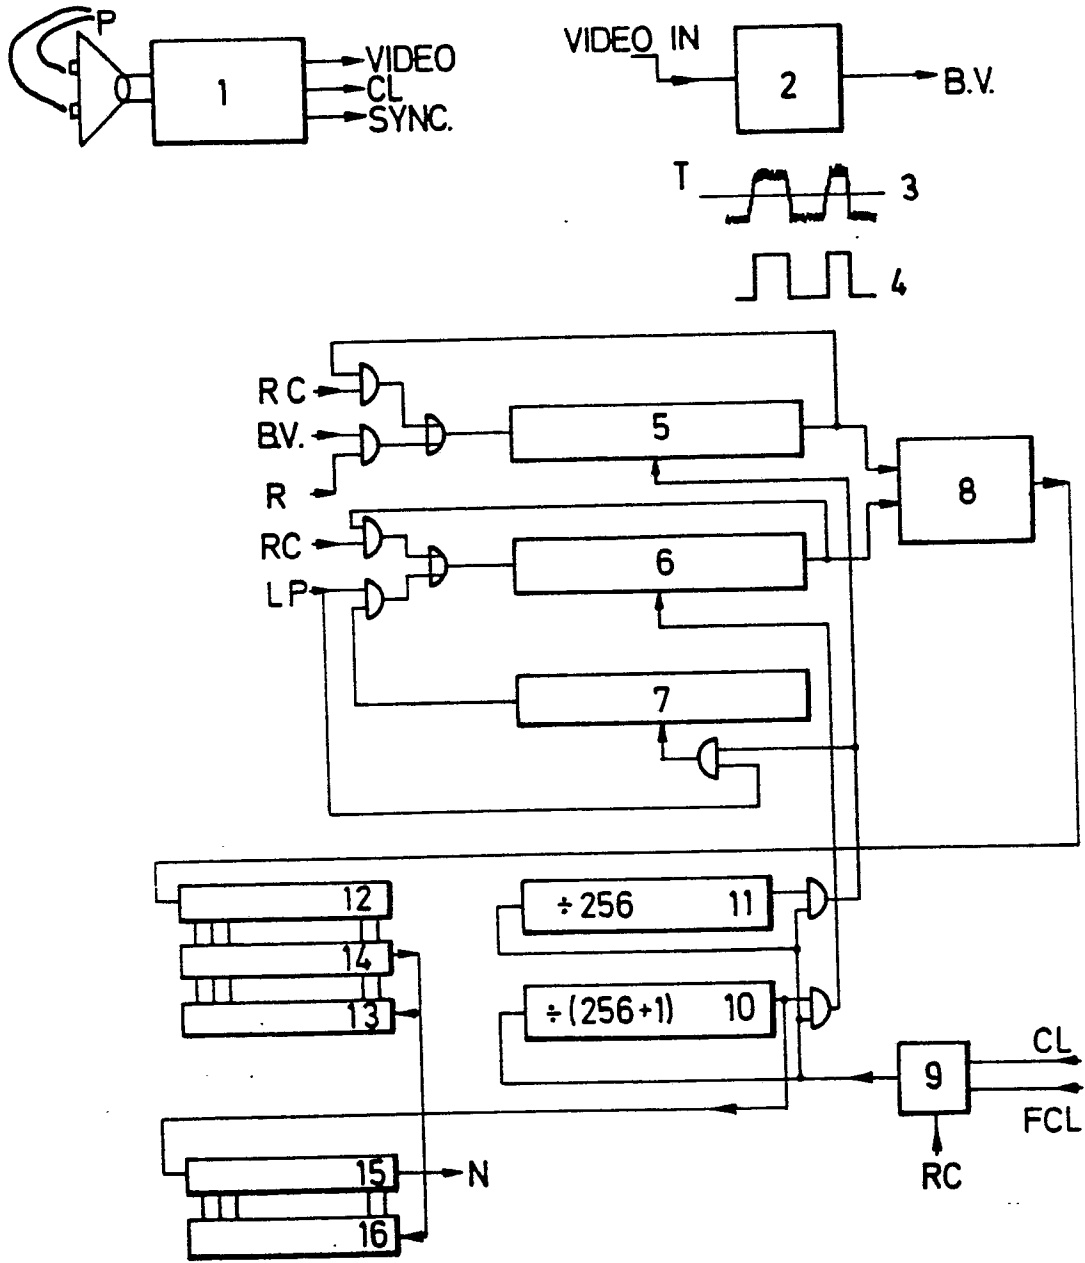 P
1
VIDEO
CL
SYNC.
VIDEO IN
2
B.V.
T
3
4
RC
B.V.
R
5
8
RC
LP
6
7
12
14
13
÷256 11
÷(256+1) 10
CL
9
FCL
RC
15
N
16